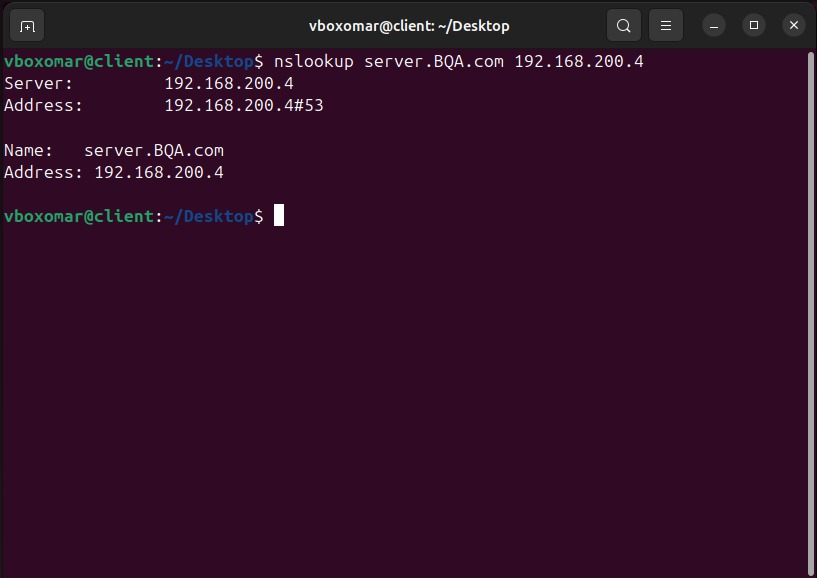 vboxomar@client: ~/Desktop
vboxomar@client:~/Desktop$ nslookup server.BQA.com 192.168.200.4
Server:         192.168.200.4
Address:        192.168.200.4#53
Name:   server.BQA.com
Address: 192.168.200.4
vboxomar@client:~/Desktop$